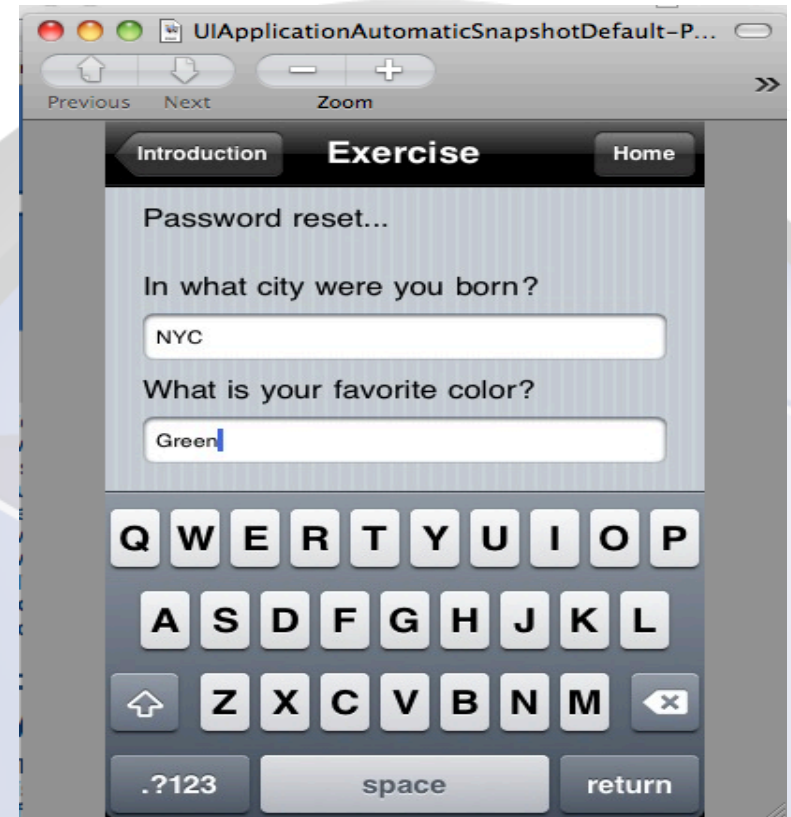 UIApplicationAutomaticSnapshotDefault-P...
Previous Next Zoom
Introduction Exercise Home
Password reset...
In what city were you born?
NYC
What is your favorite color?
Green
Q W E R T Y U I O P
A S D F G H J K L
Z X C V B N M
.?123 space return